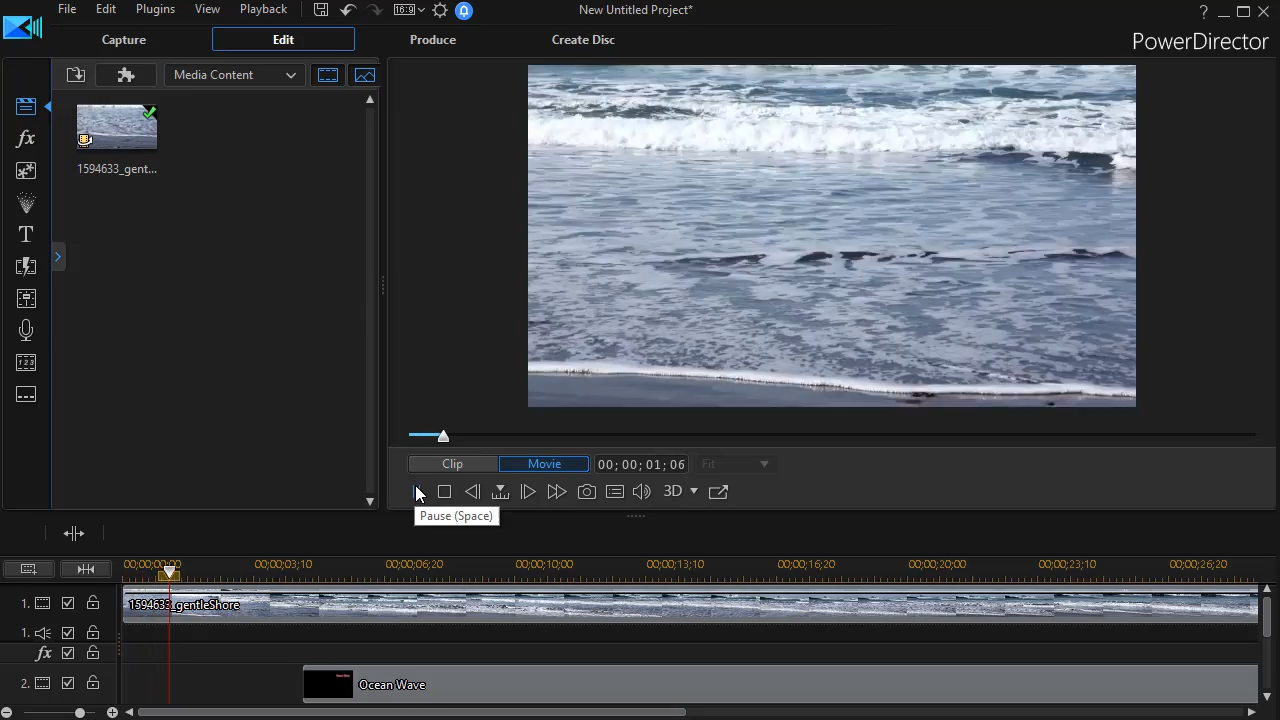 File Edit Plugins View Playback 16:9 New Untitled Project* ?
Capture Edit Produce Create Disc PowerDirector
Media Content
fx
1594633_gent...
T
Clip Movie 00; 00; 01; 06 Fit
3D
Pause (Space)
00;00;00;00 00;00;03;10 00;00;06;20 00;00;10;00 00;00;13;10 00;00;16;20 00;00;20;00 00;00;23;10 00;00;26;20
1. 1594633_gentleShore
1.
fx
2. Ocean Wave